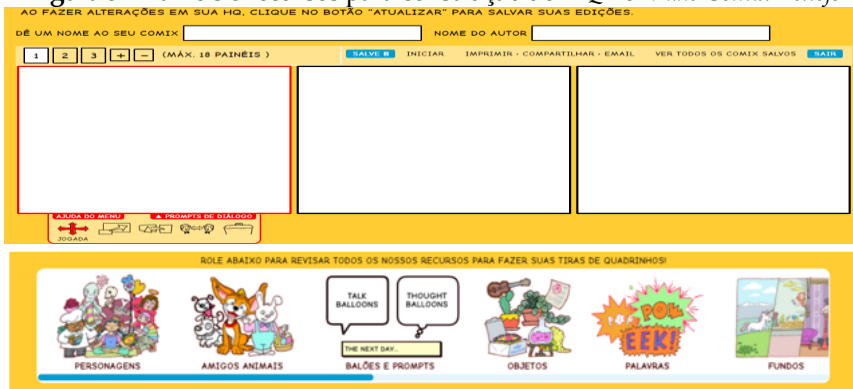 AO FAZER ALTERAÇÕES EM SUA HQ, CLIQUE NO BOTÃO "ATUALIZAR" PARA SALVAR SUAS EDIÇÕES.
DÊ UM NOME AO SEU COMIX NOME DO AUTOR
1 2 3 + - (MÁX. 18 PAINÉIS ) SALVE INICIAR IMPRIMIR - COMPARTILHAR - EMAIL VER TODOS OS COMIX SALVOS SAIR
AJUDA DO MENU ▲ PROMPTS DE DIÁLOGO
JOGADA
ROLE ABAIXO PARA REVISAR TODOS OS NOSSOS RECURSOS PARA FAZER SUAS TIRAS DE QUADRINHOS!
TALK BALLOONS
THOUGHT BALLOONS
THE NEXT DAY..
POW
EEK!
PERSONAGENS AMIGOS ANIMAIS BALÕES E PROMPTS OBJETOS PALAVRAS FUNDOS